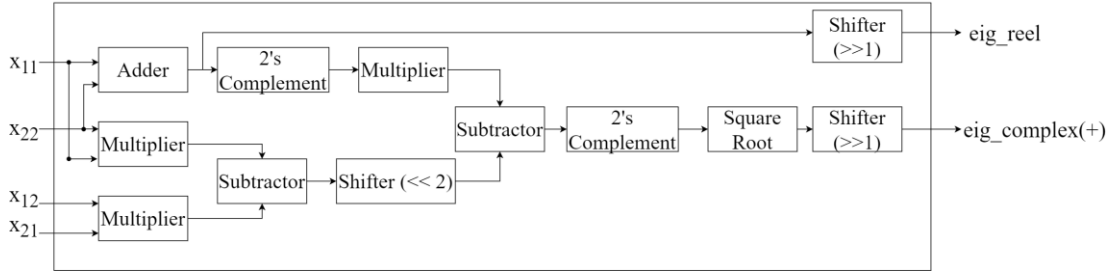 Shifter
(>>1)
eig_reel
x11
Adder
2's
Complement
Multiplier
x22
Multiplier
Subtractor
2's
Complement
Square
Root
Shifter
(>>1)
eig_complex(+)
Subtractor
Shifter (<< 2)
x12
x21
Multiplier